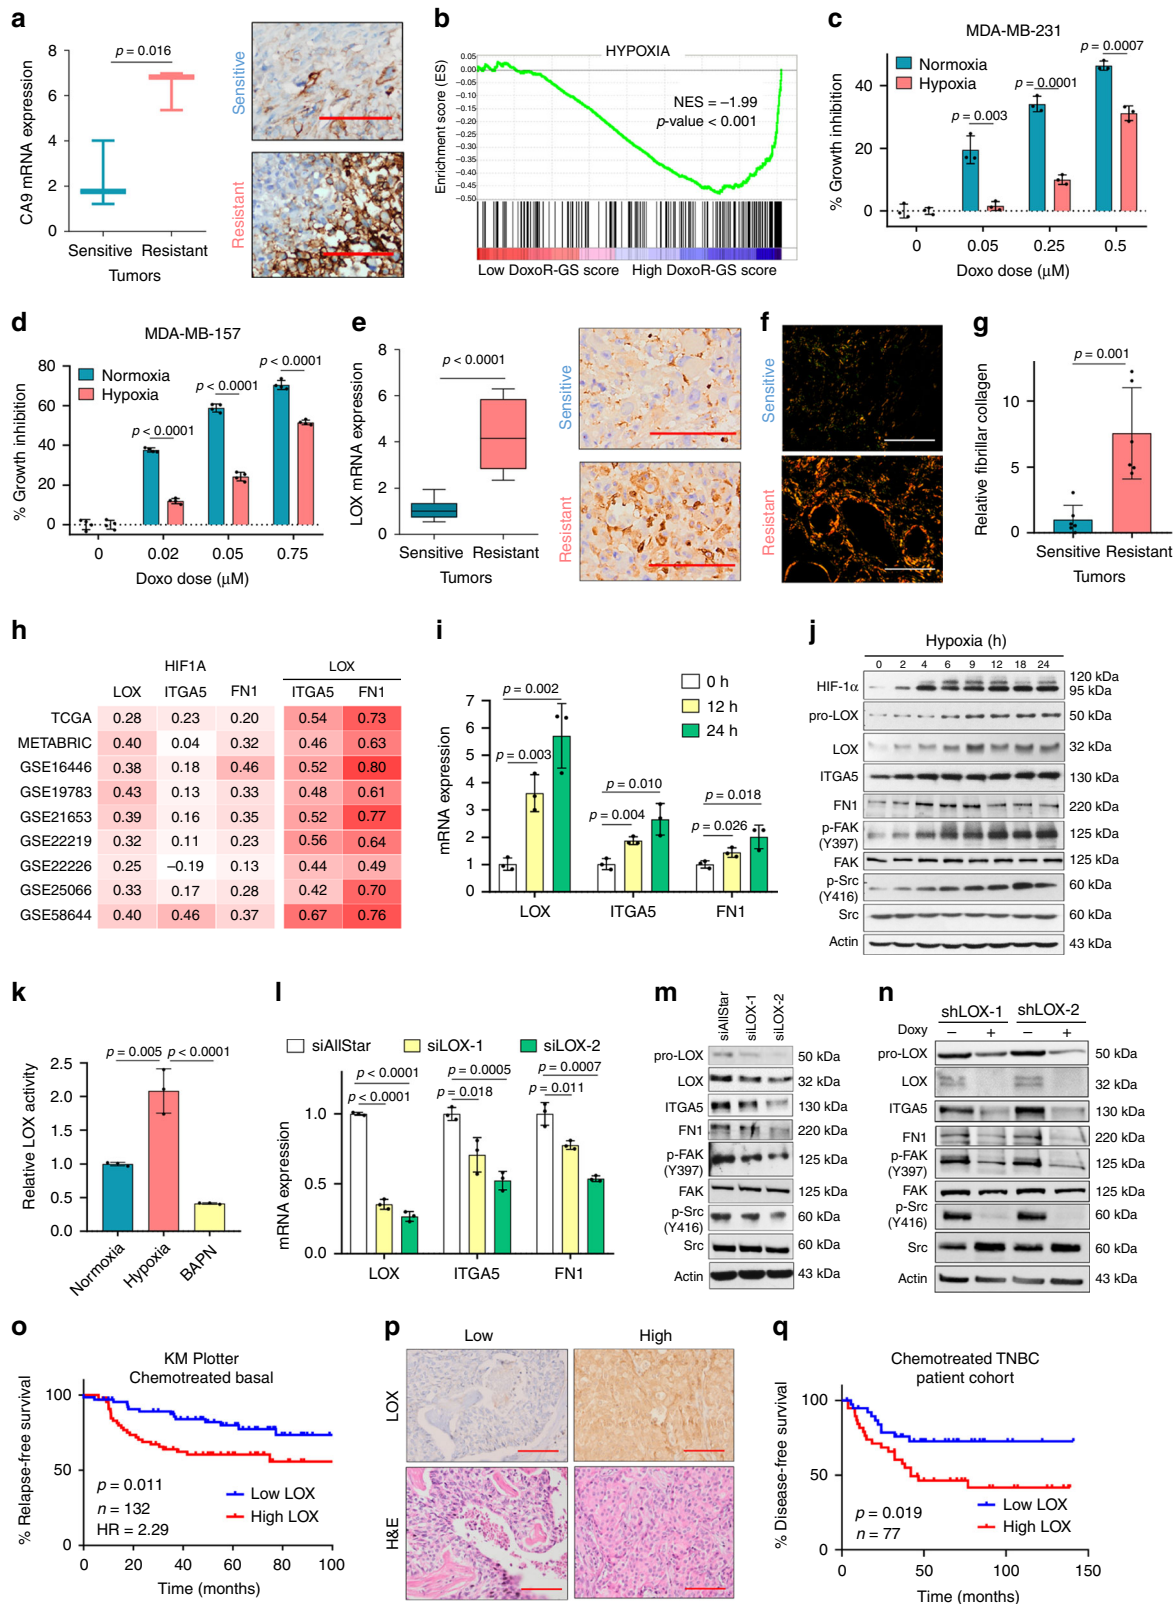 a
CA9 mRNA expression
8
6
4
2
0
p = 0.016
Sensitive Resistant
Tumors
Sensitive
Resistant
b
HYPOXIA
Enrichment score (ES)
0.05
0.00
−0.05
−0.10
−0.15
−0.20
−0.25
−0.30
−0.35
−0.40
−0.45
−0.50
NES = −1.99
p-value < 0.001
Low DoxoR-GS score High DoxoR-GS score
c
MDA-MB-231
Normoxia
Hypoxia
% Growth inhibition
40
20
0
p = 0.003
p = 0.0001
p = 0.0007
0 0.05 0.25 0.5
Doxo dose (μM)
d
MDA-MB-157
Normoxia
Hypoxia
% Growth inhibition
80
60
40
20
0
p < 0.0001
p < 0.0001
p < 0.0001
0 0.02 0.05 0.75
Doxo dose (μM)
e
LOX mRNA expression
8
6
4
2
0
p < 0.0001
Sensitive Resistant
Tumors
Sensitive
Resistant
f
Sensitive
Resistant
g
Relative fibrillar collagen
10
5
0
p = 0.001
Sensitive Resistant
Tumors
h
HIF1A LOX
LOX ITGA5 FN1 ITGA5 FN1
TCGA 0.28 0.23 0.20 0.54 0.73
METABRIC 0.40 0.04 0.32 0.46 0.63
GSE16446 0.38 0.18 0.46 0.52 0.80
GSE19783 0.43 0.13 0.33 0.48 0.61
GSE21653 0.39 0.16 0.35 0.52 0.77
GSE22219 0.32 0.11 0.23 0.56 0.64
GSE22226 0.25 −0.19 0.13 0.44 0.49
GSE25066 0.33 0.17 0.28 0.42 0.70
GSE58644 0.40 0.46 0.37 0.67 0.76
i
mRNA expression
7
6
5
4
3
2
1
0
0 h
12 h
24 h
p = 0.002
p = 0.003
p = 0.010
p = 0.004
p = 0.018
p = 0.026
LOX ITGA5 FN1
j
Hypoxia (h)
0 2 4 6 9 12 18 24
HIF-1α 120 kDa
95 kDa
pro-LOX 50 kDa
LOX 32 kDa
ITGA5 130 kDa
FN1 220 kDa
p-FAK
(Y397) 125 kDa
FAK 125 kDa
p-Src
(Y416) 60 kDa
Src 60 kDa
Actin 43 kDa
k
Relative LOX activity
2.5
2.0
1.5
1.0
0.5
0.0
p = 0.005 p < 0.0001
Normoxia Hypoxia BAPN
l
siAllStar siLOX-1 siLOX-2
mRNA expression
1.0
0.5
0.0
p < 0.0001
p < 0.0001
p = 0.0005
p = 0.018
p = 0.0007
p = 0.011
LOX ITGA5 FN1
m
siAllStar
siLOX-1
siLOX-2
pro-LOX 50 kDa
LOX 32 kDa
ITGA5 130 kDa
FN1 220 kDa
p-FAK
(Y397) 125 kDa
FAK 125 kDa
p-Src
(Y416) 60 kDa
Src 60 kDa
Actin 43 kDa
n
shLOX-1 shLOX-2
Doxy − + − +
pro-LOX 50 kDa
LOX 32 kDa
ITGA5 130 kDa
FN1 220 kDa
p-FAK
(Y397) 125 kDa
FAK 125 kDa
p-Src
(Y416) 60 kDa
Src 60 kDa
Actin 43 kDa
o
KM Plotter
Chemotreated basal
% Relapse-free survival
100
50
0
p = 0.011
n = 132
HR = 2.29
Low LOX
High LOX
0 20 40 60 80 100
Time (months)
p
Low High
LOX
H&E
q
Chemotreated TNBC
patient cohort
% Disease-free survival
100
50
0
p = 0.019
n = 77
Low LOX
High LOX
0 50 100 150
Time (months)